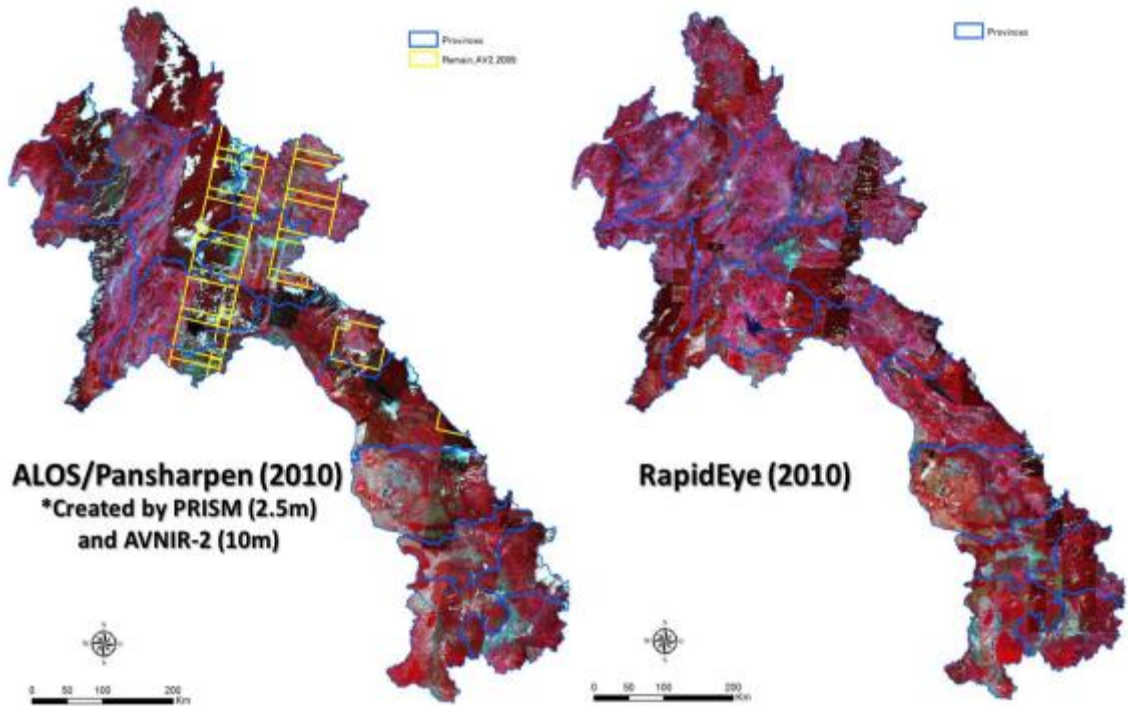 Provinces
Remain_AV2_2009
Provinces
ALOS/Pansharpen (2010)
*Created by PRISM (2.5m)
and AVNIR-2 (10m)
RapidEye (2010)
N
0 50 100 200
Km
N
0 50 100 200
Km